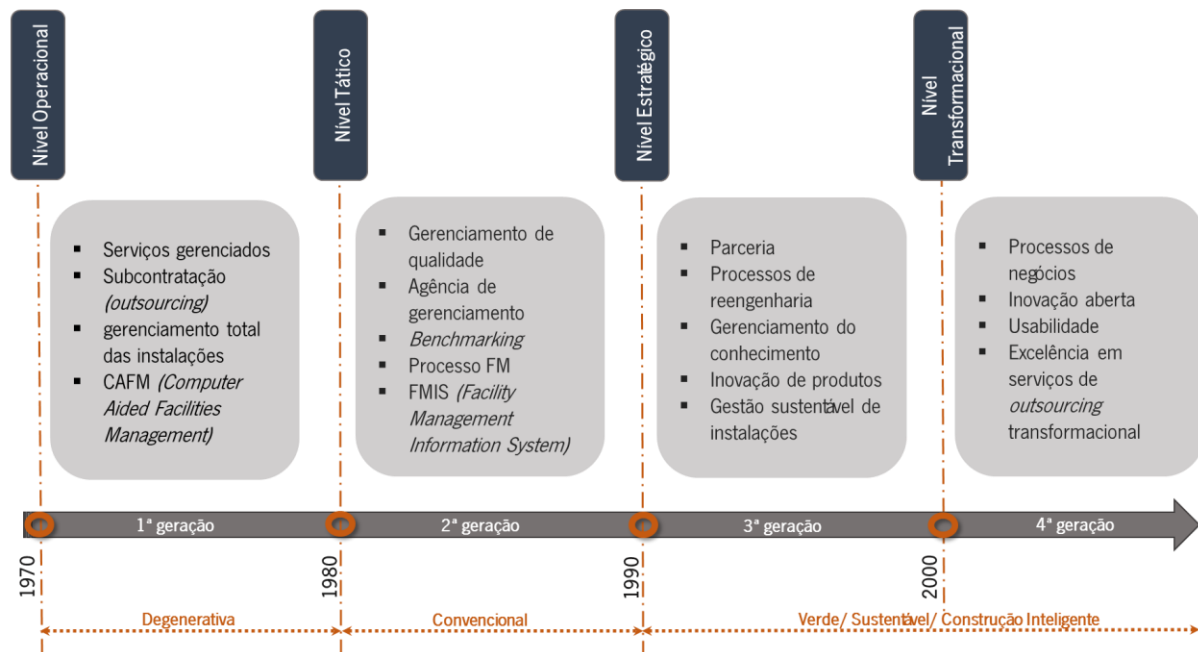 Nível Operacional
Nível Tático
Nível Estratégico
Nível
Transformacional
▪ Serviços gerenciados
▪ Subcontratação
(outsourcing)
▪ gerenciamento total
das instalações
▪ CAFM (Computer
Aided Facilities
Management)
▪ Gerenciamento de
qualidade
▪ Agência de
gerenciamento
▪ Benchmarking
▪ Processo FM
▪ FMIS (Facility
Management
Information System)
▪ Parceria
▪ Processos de
reengenharia
▪ Gerenciamento do
conhecimento
▪ Inovação de produtos
▪ Gestão sustentável de
instalações
▪ Processos de
negócios
▪ Inovação aberta
▪ Usabilidade
▪ Excelência em
serviços de
outsourcing
transformacional
1ª geração
2ª geração
3ª geração
4ª geração
1970
1980
1990
2000
Degenerativa
Convencional
Verde/ Sustentável/ Construção Inteligente